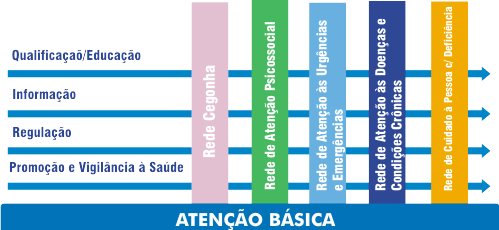 Qualificaçaõ/Educação
Informação
Regulação
Promoção e Vigilância à Saúde
Rede Cegonha
Rede de Atenção Psicossocial
Rede de Atenção às Urgências
e Emergências
Rede de Atenção às Doenças e
Condições Crônicas
Rede de Cuidado à Pessoa c/ Deficiência
ATENÇÃO BÁSICA